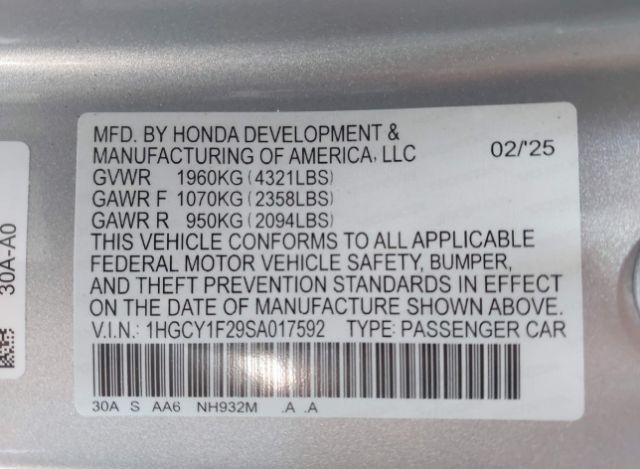 MFD. BY HONDA DEVELOPMENT &
MANUFACTURING OF AMERICA, LLC 02/'25
GVWR 1960KG (4321LBS)
GAWR F 1070KG (2358LBS)
GAWR R 950KG (2094LBS)
THIS VEHICLE CONFORMS TO ALL APPLICABLE
FEDERAL MOTOR VEHICLE SAFETY, BUMPER,
AND THEFT PREVENTION STANDARDS IN EFFECT
ON THE DATE OF MANUFACTURE SHOWN ABOVE.
V.I.N.: 1HGCY1F29SA017592 TYPE: PASSENGER CAR
30A S AA6 NH932M .A .A
30A-A0